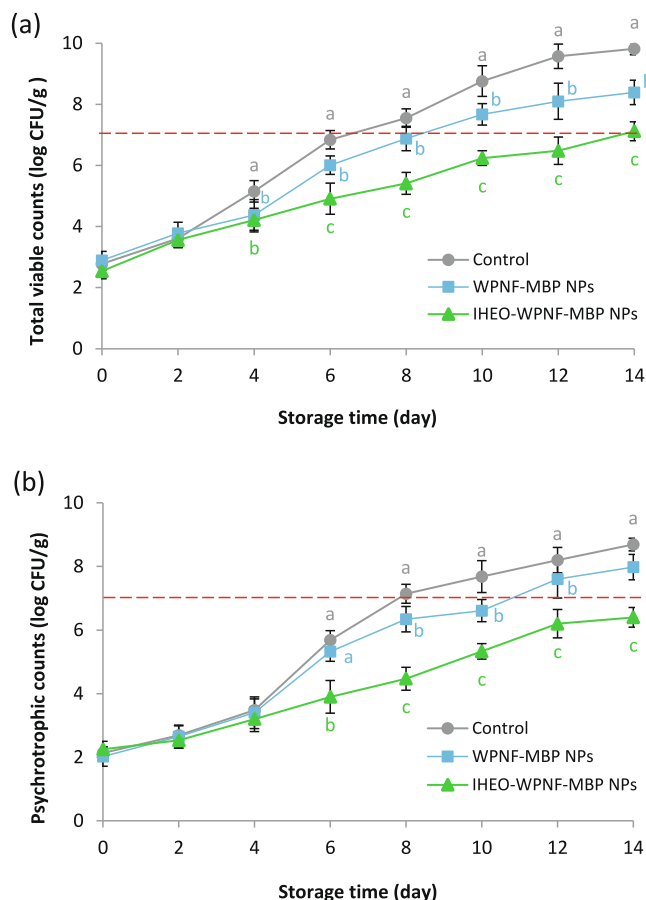 (a)
Total viable counts (log CFU/g)
10
8
6
4
2
0
a
a
a
a
a
a
b
b
b
b
b
b
b
c
c
c
c
c
Control
WPNF-MBP NPs
IHEO-WPNF-MBP NPs
0 2 4 6 8 10 12 14
Storage time (day)
(b)
Psychrotrophic counts (log CFU/g)
10
8
6
4
2
0
a
a
a
a
a
a
b
b
b
b
c
c
c
c
Control
WPNF-MBP NPs
IHEO-WPNF-MBP NPs
0 2 4 6 8 10 12 14
Storage time (day)